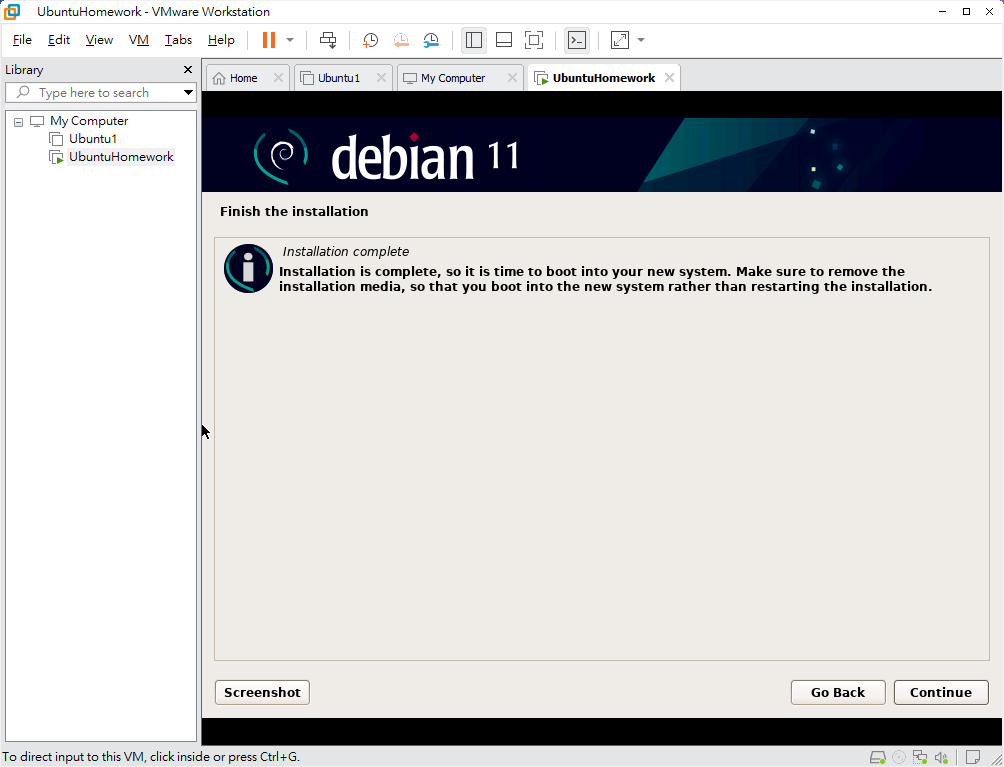 UbuntuHomework - VMware Workstation
File Edit View VM Tabs Help
Library
Type here to search
My Computer
Ubuntu1
UbuntuHomework
Home Ubuntu1 My Computer UbuntuHomework
debian 11
Finish the installation
Installation complete
Installation is complete, so it is time to boot into your new system. Make sure to remove the
installation media, so that you boot into the new system rather than restarting the installation.
Screenshot Go Back Continue
To direct input to this VM, click inside or press Ctrl+G.